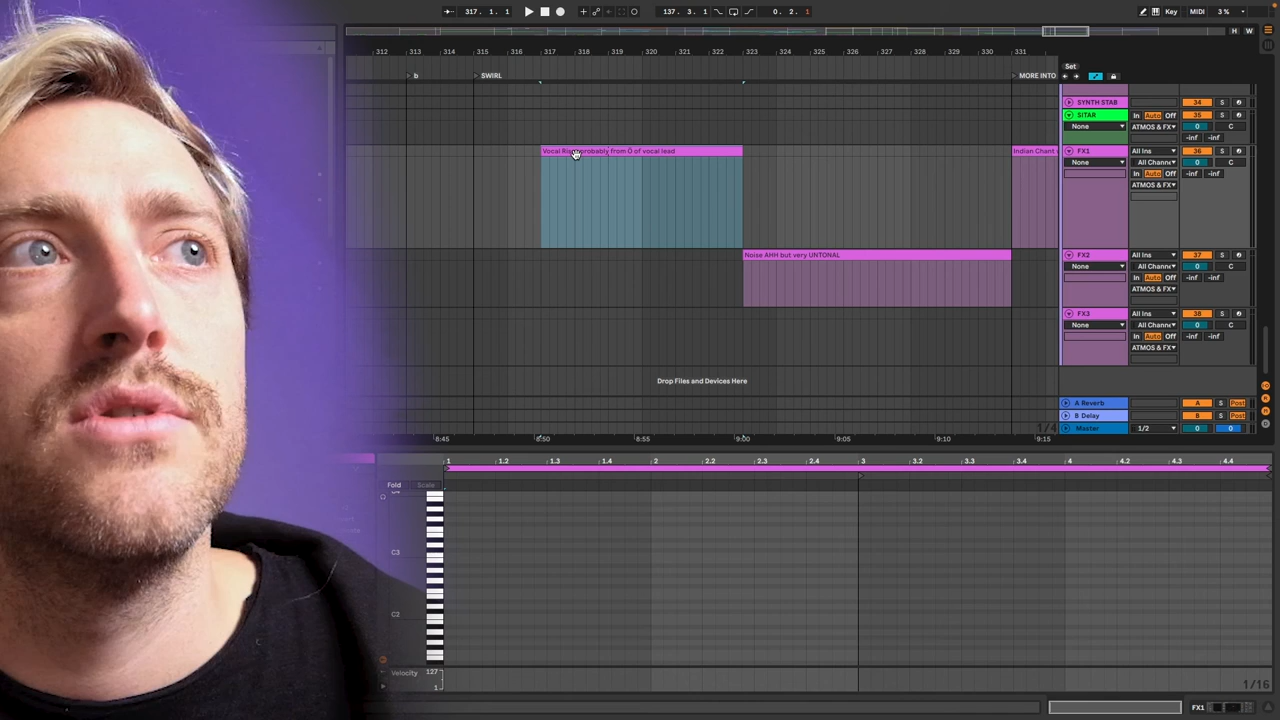 317. 1. 1
137. 3. 1
0. 2. 1
Key
MIDI
3 %
H
W
312 313 314 315 316 317 318 319 320 321 322 323 324 325 326 327 328 329 330 331
b
SWIRL
MORE INTO
Set
SYNTH STAB
34
S
SITAR
In Auto Off
35
S
None
ATMOS & FX
0
C
-inf -inf
Vocal Rise probably from Ö of vocal lead
Indian Chant
FX1
All Ins
36
S
None
All Channe
0
C
In Auto Off
-inf -inf
ATMOS & FX
Noise AHH but very UNTONAL
FX2
All Ins
37
S
None
All Channe
0
C
In Auto Off
-inf -inf
ATMOS & FX
FX3
All Ins
38
S
None
All Channe
0
C
In Auto Off
-inf -inf
ATMOS & FX
Drop Files and Devices Here
A Reverb
A
S
Post
B Delay
B
S
Post
1/4
Master
1/2
0
0
8:45 8:50 8:55 9:00 9:05 9:10 9:15
1 1.2 1.3 1.4 2 2.2 2.3 2.4 3 3.2 3.3 3.4 4 4.2 4.3 4.4
Fold
Scale
C4
C3
C2
Velocity
127
1
1/16
FX1